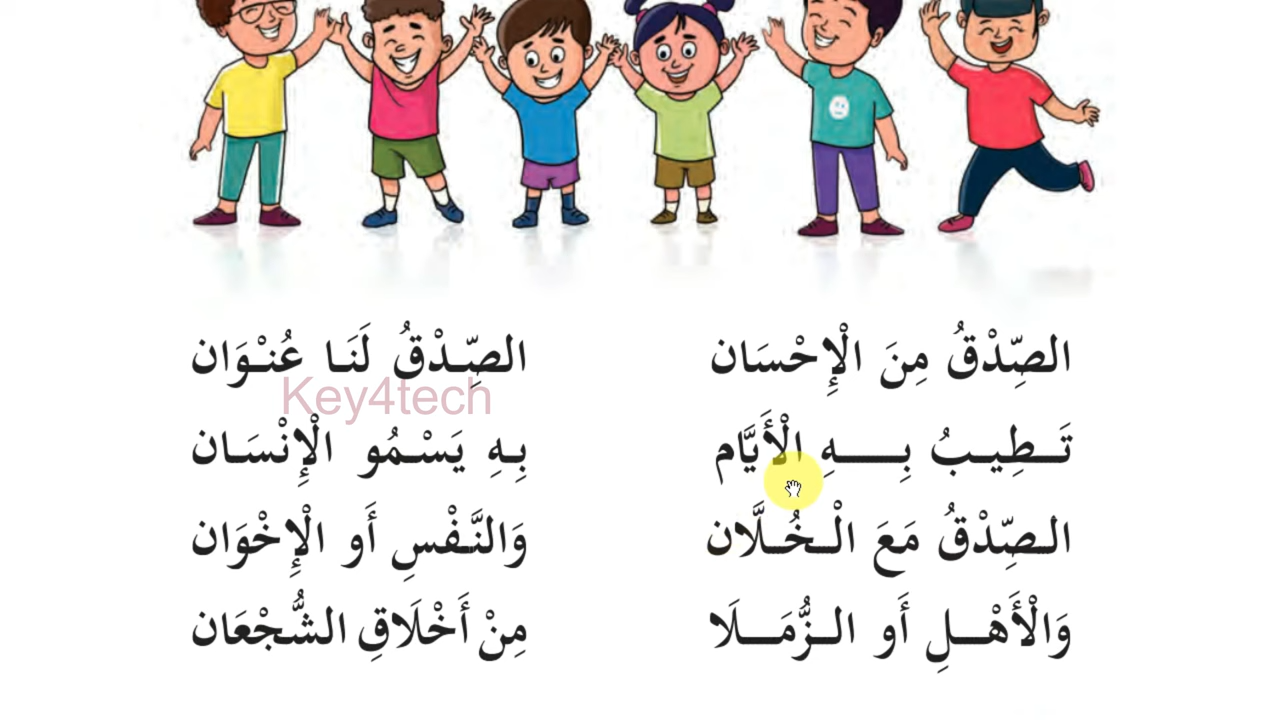 الصِّدْقُ مِنَ الْإِحْسَان الصِّدْقُ لَنَا عُنْوَان
Key4tech
تَطِيبُ بِهِ الْأَيَّام بِهِ يَسْمُو الْإِنْسَان
الصِّدْقُ مَعَ الْخُلَّان وَالنَّفْسِ أَو الْإِخْوَان
وَالْأَهْلِ أَو الزُّمَلَا مِنْ أَخْلَاقِ الشُّجْعَان